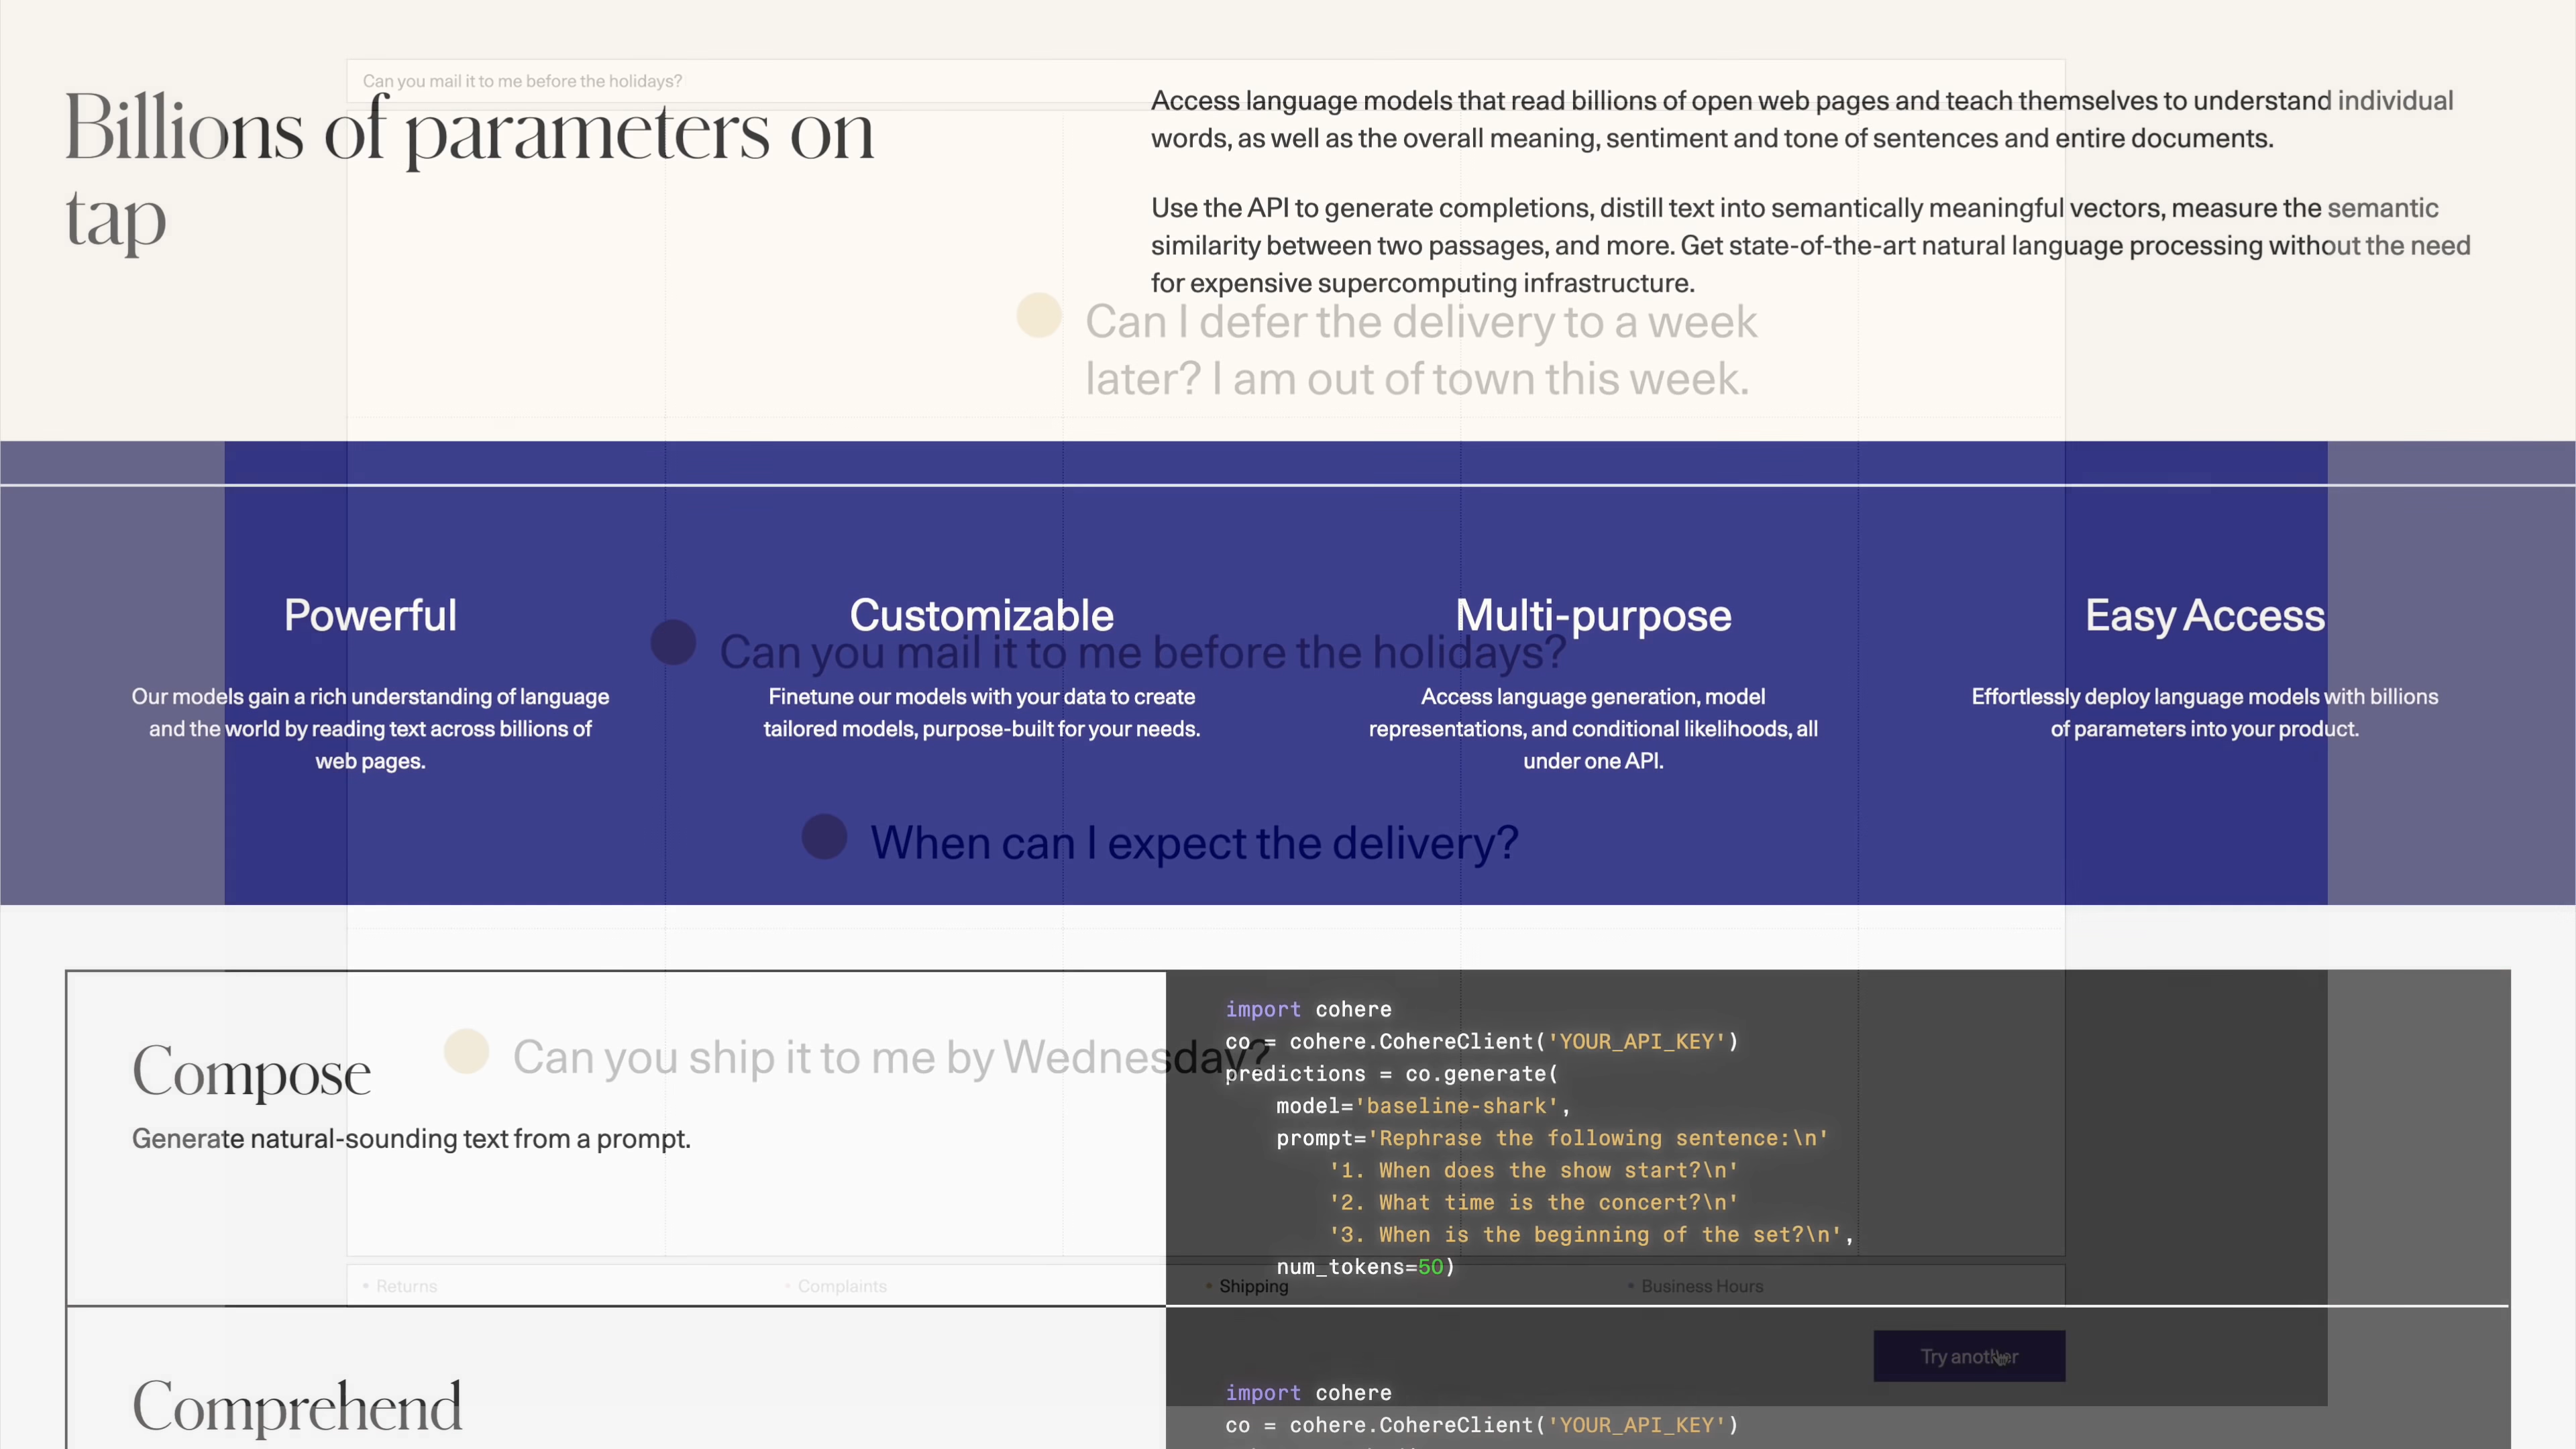 Can you mail it to me before the holidays?
Billions of parameters on
tap
Access language models that read billions of open web pages and teach themselves to understand individual
words, as well as the overall meaning, sentiment and tone of sentences and entire documents.
Use the API to generate completions, distill text into semantically meaningful vectors, measure the semantic
similarity between two passages, and more. Get state-of-the-art natural language processing without the need
for expensive supercomputing infrastructure.
Can I defer the delivery to a week
later? I am out of town this week.
Powerful
Our models gain a rich understanding of language
and the world by reading text across billions of
web pages.
Customizable
Finetune our models with your data to create
tailored models, purpose-built for your needs.
Multi-purpose
Access language generation, model
representations, and conditional likelihoods, all
under one API.
Easy Access
Effortlessly deploy language models with billions
of parameters into your product.
Can you mail it to me before the holidays?
When can I expect the delivery?
Compose
Generate natural-sounding text from a prompt.
Can you ship it to me by Wednesday?
import cohere
co = cohere.CohereClient('YOUR_API_KEY')
predictions = co.generate(
model='baseline-shark',
prompt='Rephrase the following sentence:\n'
'1. When does the show start?\n'
'2. What time is the concert?\n'
'3. When is the beginning of the set?\n',
num_tokens=50)
• Returns
• Complaints
• Shipping
• Business Hours
Try another
Comprehend
import cohere
co = cohere.CohereClient('YOUR_API_KEY')